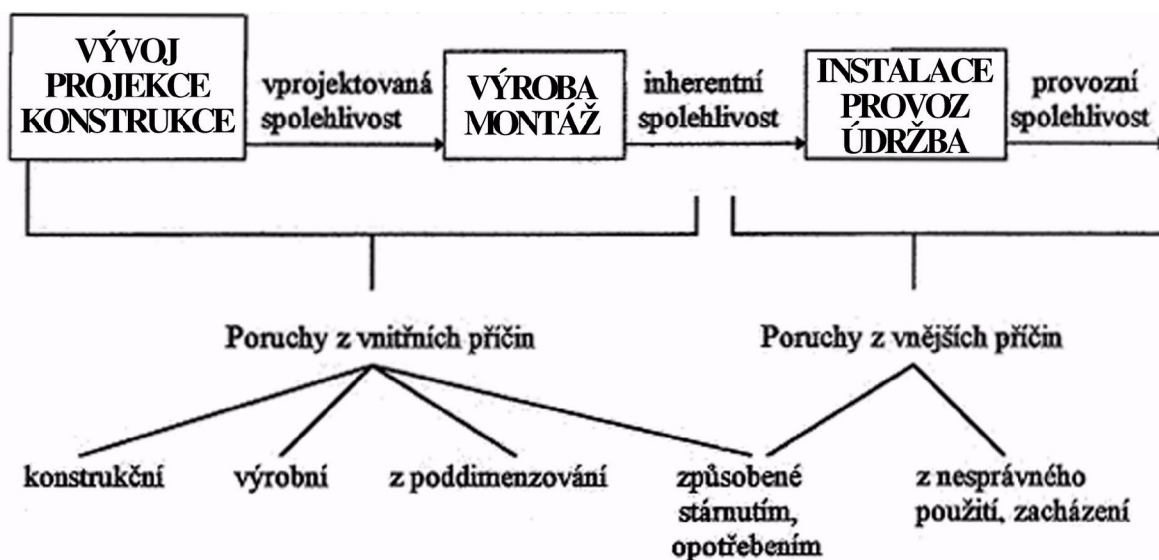 VÝVOJ
PROJEKCE
KONSTRUKCE
vprojektovaná
spolehlivost
VÝROBA
MONTÁŽ
inherentní
spolehlivost
INSTALACE
PROVOZ
ÚDRŽBA
provozní
spolehlivost
Poruchy z vnitřních příčin
Poruchy z vnějších příčin
konstrukční
výrobní
z poddimenzování
způsobené
stárnutím,
opotřebením
z nesprávného
použití, zacházení